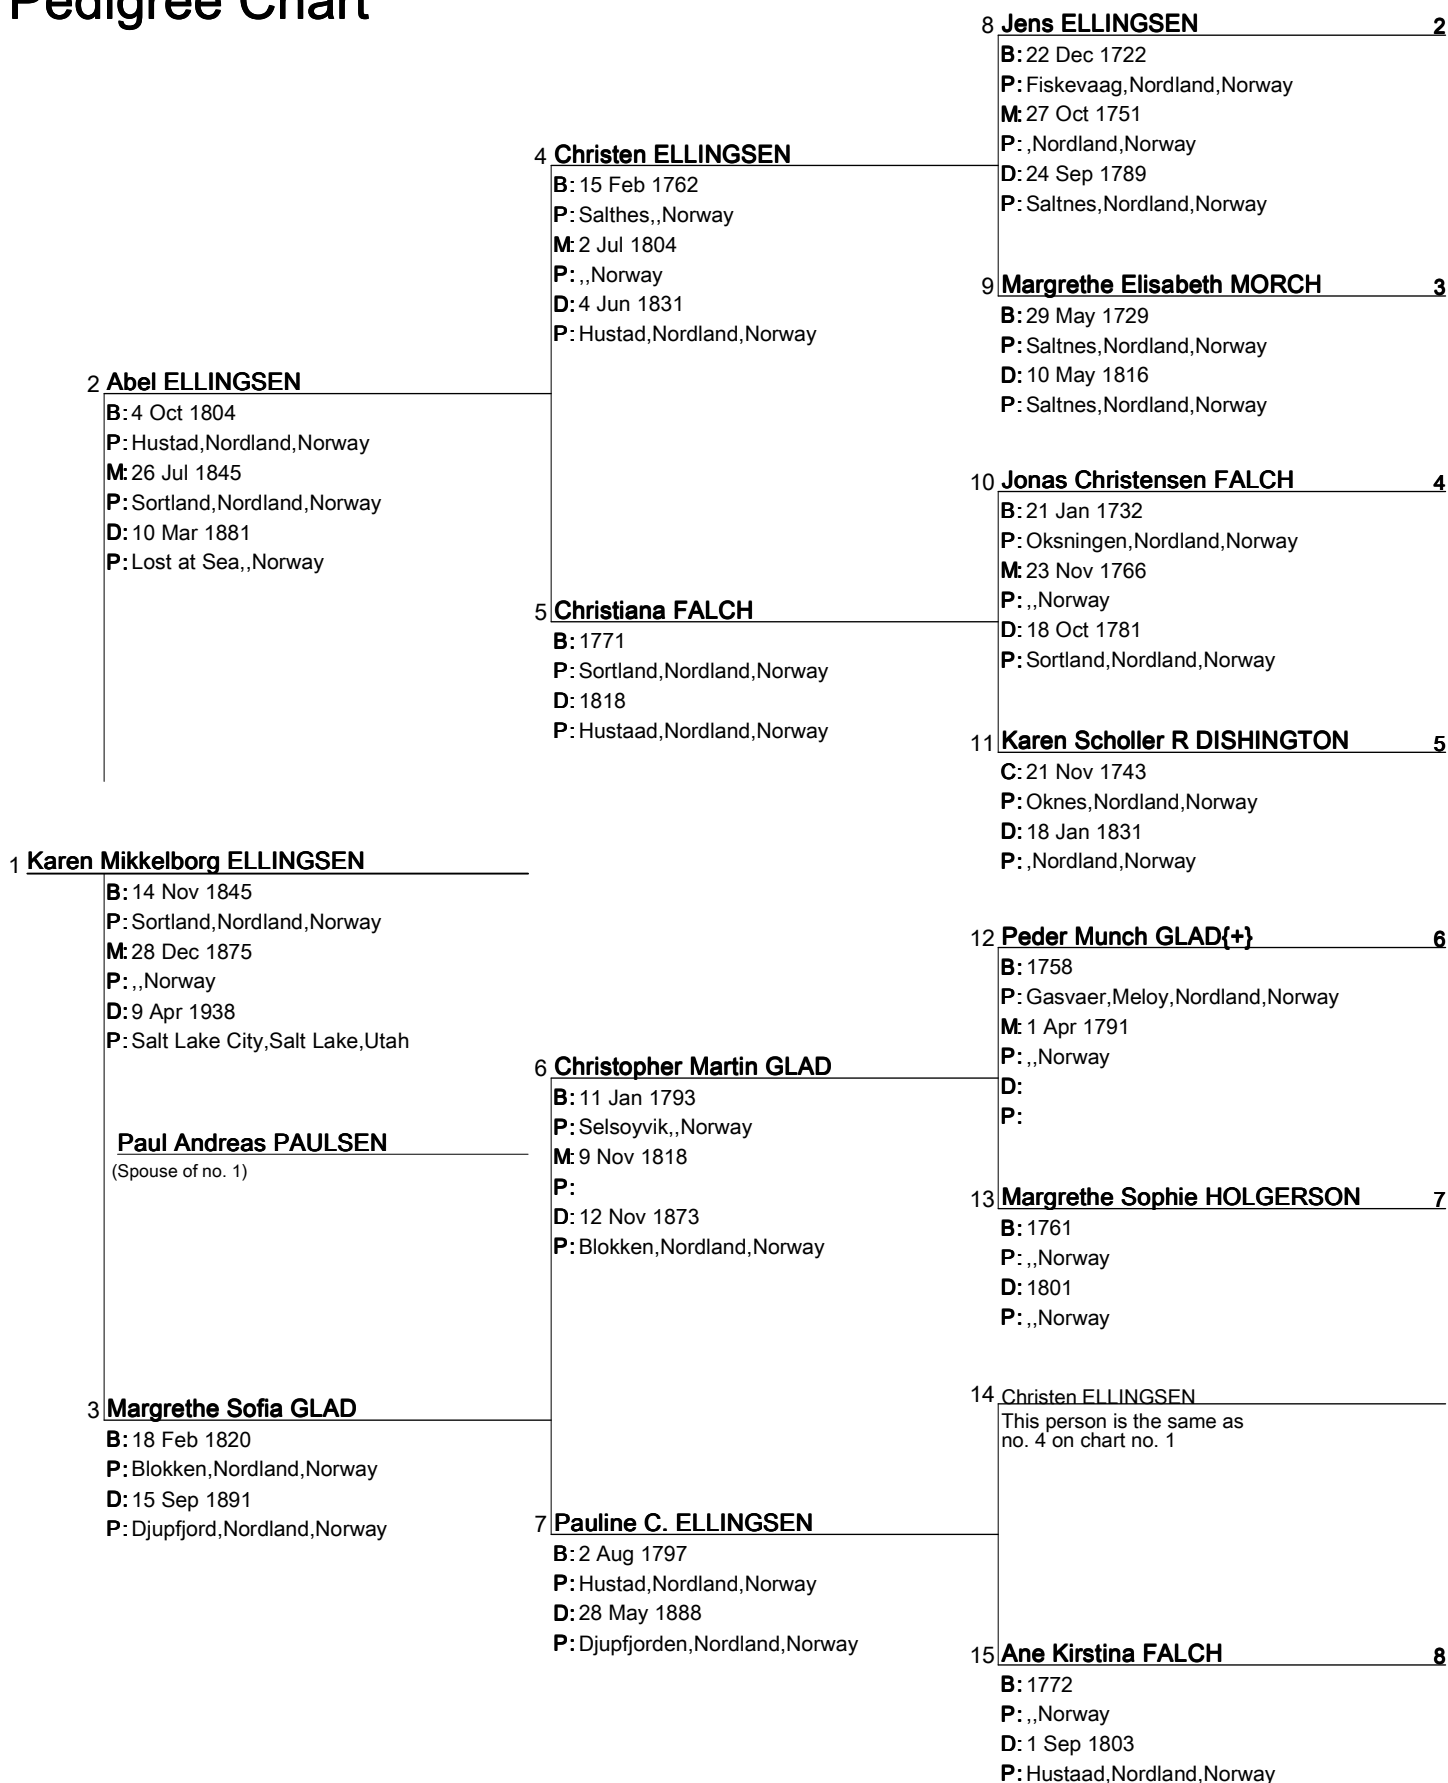 Pedigree Chart
8 Jens ELLINGSEN 2
B: 22 Dec 1722
P: Fiskevaag,Nordland,Norway
M: 27 Oct 1751
P: ,Nordland,Norway
D: 24 Sep 1789
P: Saltnes,Nordland,Norway
4 Christen ELLINGSEN
B: 15 Feb 1762
P: Salthes,,Norway
M: 2 Jul 1804
P: ,,Norway
D: 4 Jun 1831
P: Hustad,Nordland,Norway
9 Margrethe Elisabeth MORCH 3
B: 29 May 1729
P: Saltnes,Nordland,Norway
D: 10 May 1816
P: Saltnes,Nordland,Norway
2 Abel ELLINGSEN
B: 4 Oct 1804
P: Hustad,Nordland,Norway
M: 26 Jul 1845
P: Sortland,Nordland,Norway
D: 10 Mar 1881
P: Lost at Sea,,Norway
10 Jonas Christensen FALCH 4
B: 21 Jan 1732
P: Oksningen,Nordland,Norway
M: 23 Nov 1766
P: ,,Norway
D: 18 Oct 1781
P: Sortland,Nordland,Norway
5 Christiana FALCH
B: 1771
P: Sortland,Nordland,Norway
D: 1818
P: Hustaad,Nordland,Norway
11 Karen Scholler R DISHINGTON 5
C: 21 Nov 1743
P: Oknes,Nordland,Norway
D: 18 Jan 1831
P: ,Nordland,Norway
1 Karen Mikkelborg ELLINGSEN
B: 14 Nov 1845
P: Sortland,Nordland,Norway
M: 28 Dec 1875
P: ,,Norway
D: 9 Apr 1938
P: Salt Lake City,Salt Lake,Utah
Paul Andreas PAULSEN
(Spouse of no. 1)
12 Peder Munch GLAD{+} 6
B: 1758
P: Gasvaer,Meloy,Nordland,Norway
M: 1 Apr 1791
P: ,,Norway
D:
P:
6 Christopher Martin GLAD
B: 11 Jan 1793
P: Selsoyvik,,Norway
M: 9 Nov 1818
P:
D: 12 Nov 1873
P: Blokken,Nordland,Norway
13 Margrethe Sophie HOLGERSON 7
B: 1761
P: ,,Norway
D: 1801
P: ,,Norway
3 Margrethe Sofia GLAD
B: 18 Feb 1820
P: Blokken,Nordland,Norway
D: 15 Sep 1891
P: Djupfjord,Nordland,Norway
14 Christen ELLINGSEN
This person is the same as
no. 4 on chart no. 1
7 Pauline C. ELLINGSEN
B: 2 Aug 1797
P: Hustad,Nordland,Norway
D: 28 May 1888
P: Djupfjorden,Nordland,Norway
15 Ane Kirstina FALCH 8
B: 1772
P: ,,Norway
D: 1 Sep 1803
P: Hustaad,Nordland,Norway